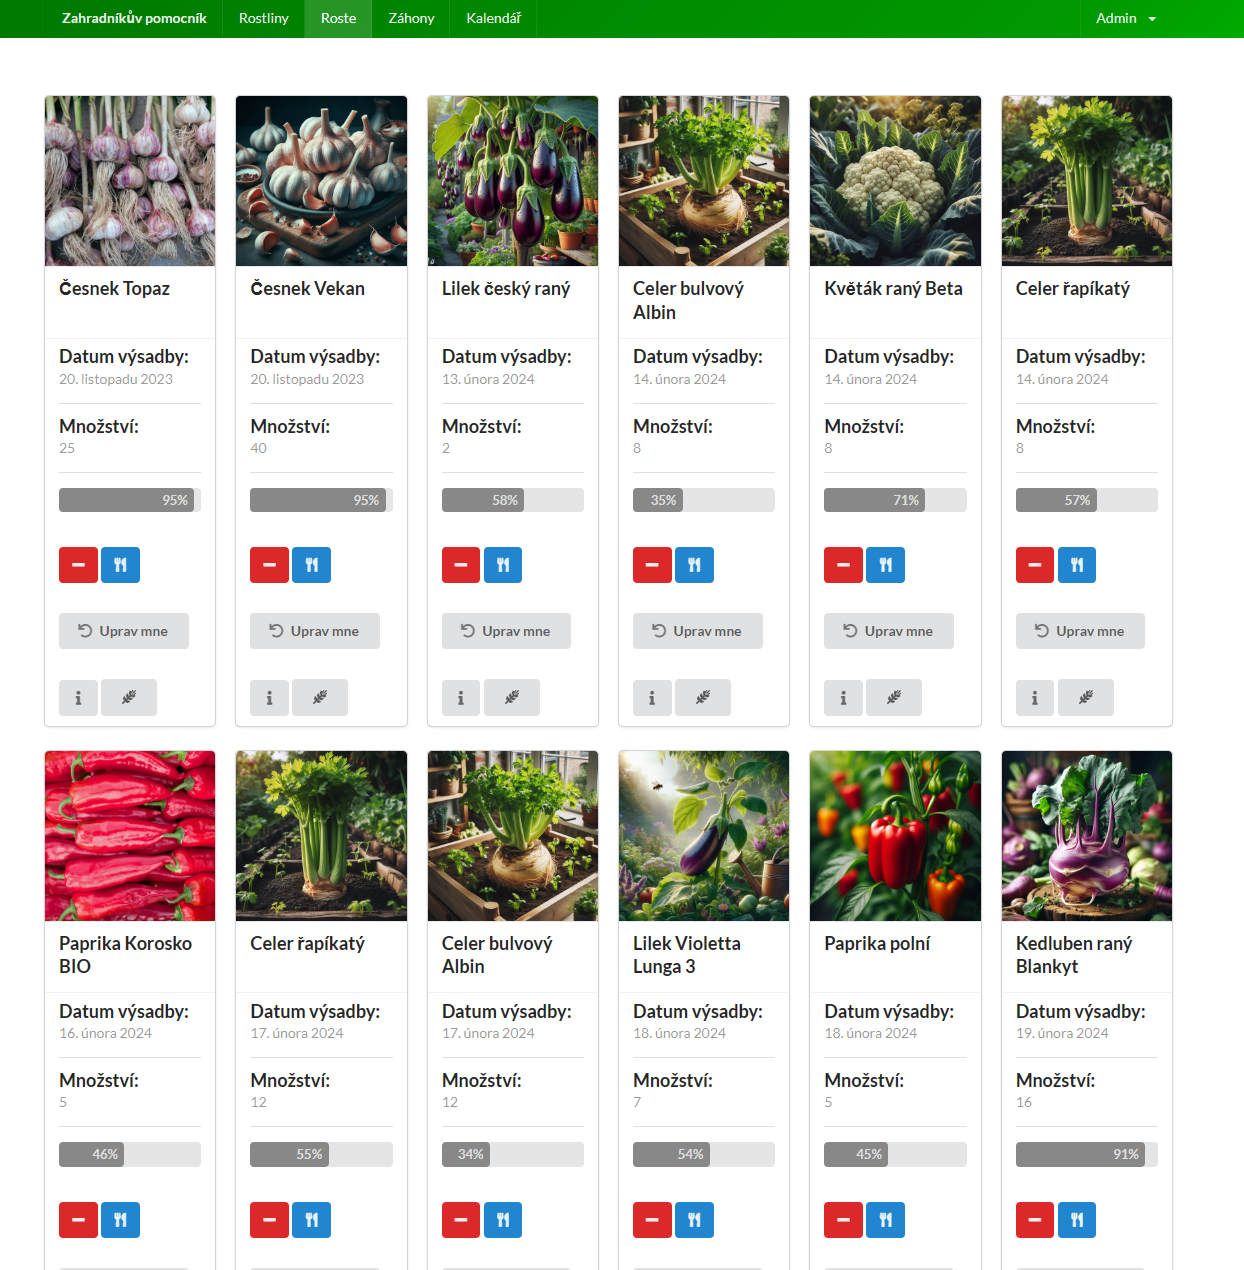 Zahradníkův pomocník Rostliny Roste Záhony Kalendář Admin
Česnek Topaz
Datum výsadby:
20. listopadu 2023
Množství:
25
95%
Uprav mne
Česnek Vekan
Datum výsadby:
20. listopadu 2023
Množství:
40
95%
Uprav mne
Lilek český raný
Datum výsadby:
13. února 2024
Množství:
2
58%
Uprav mne
Celer bulvový
Albin
Datum výsadby:
14. února 2024
Množství:
8
35%
Uprav mne
Květák raný Beta
Datum výsadby:
14. února 2024
Množství:
8
71%
Uprav mne
Celer řapíkatý
Datum výsadby:
14. února 2024
Množství:
8
57%
Uprav mne
Paprika Korosko
BIO
Datum výsadby:
16. února 2024
Množství:
5
46%
Celer řapíkatý
Datum výsadby:
17. února 2024
Množství:
12
55%
Celer bulvový
Albin
Datum výsadby:
17. února 2024
Množství:
12
34%
Lilek Violetta
Lunga 3
Datum výsadby:
18. února 2024
Množství:
7
54%
Paprika polní
Datum výsadby:
18. února 2024
Množství:
5
45%
Kedluben raný
Blankyt
Datum výsadby:
19. února 2024
Množství:
16
91%